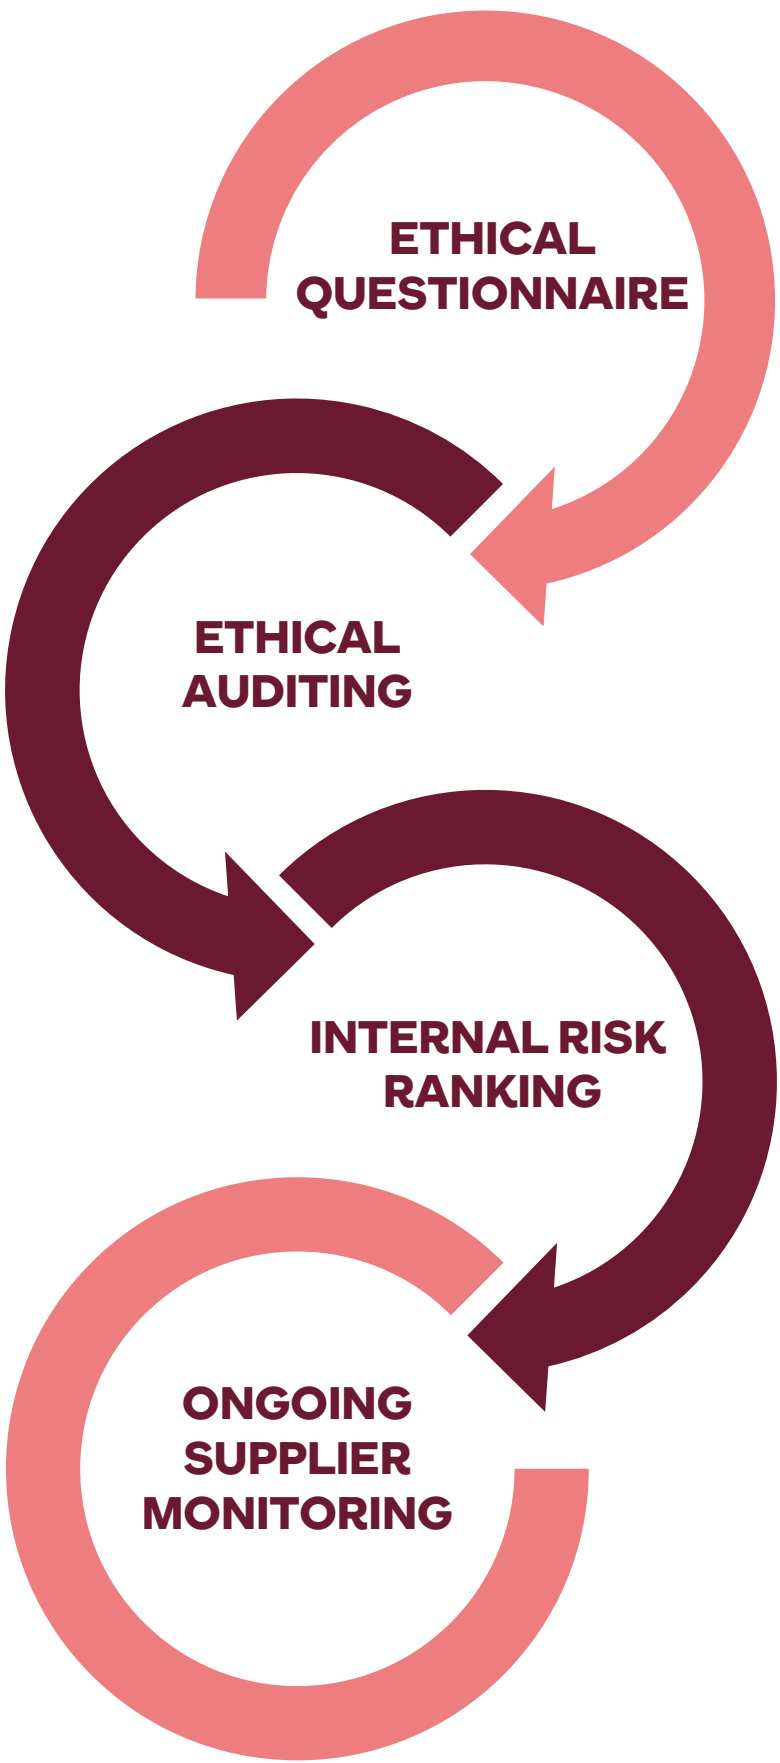 ETHICAL
QUESTIONNAIRE
ETHICAL
AUDITING
INTERNAL RISK
RANKING
ONGOING
SUPPLIER
MONITORING